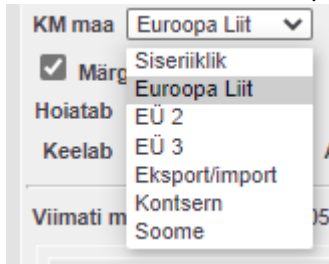 KM maa Euroopa Liit
Siseriiklik
Märg
Euroopa Liit
Hoiatab
EÜ 2
Keelab
EÜ 3
Eksport/import
Kontsern
Viimati m
05
Soome